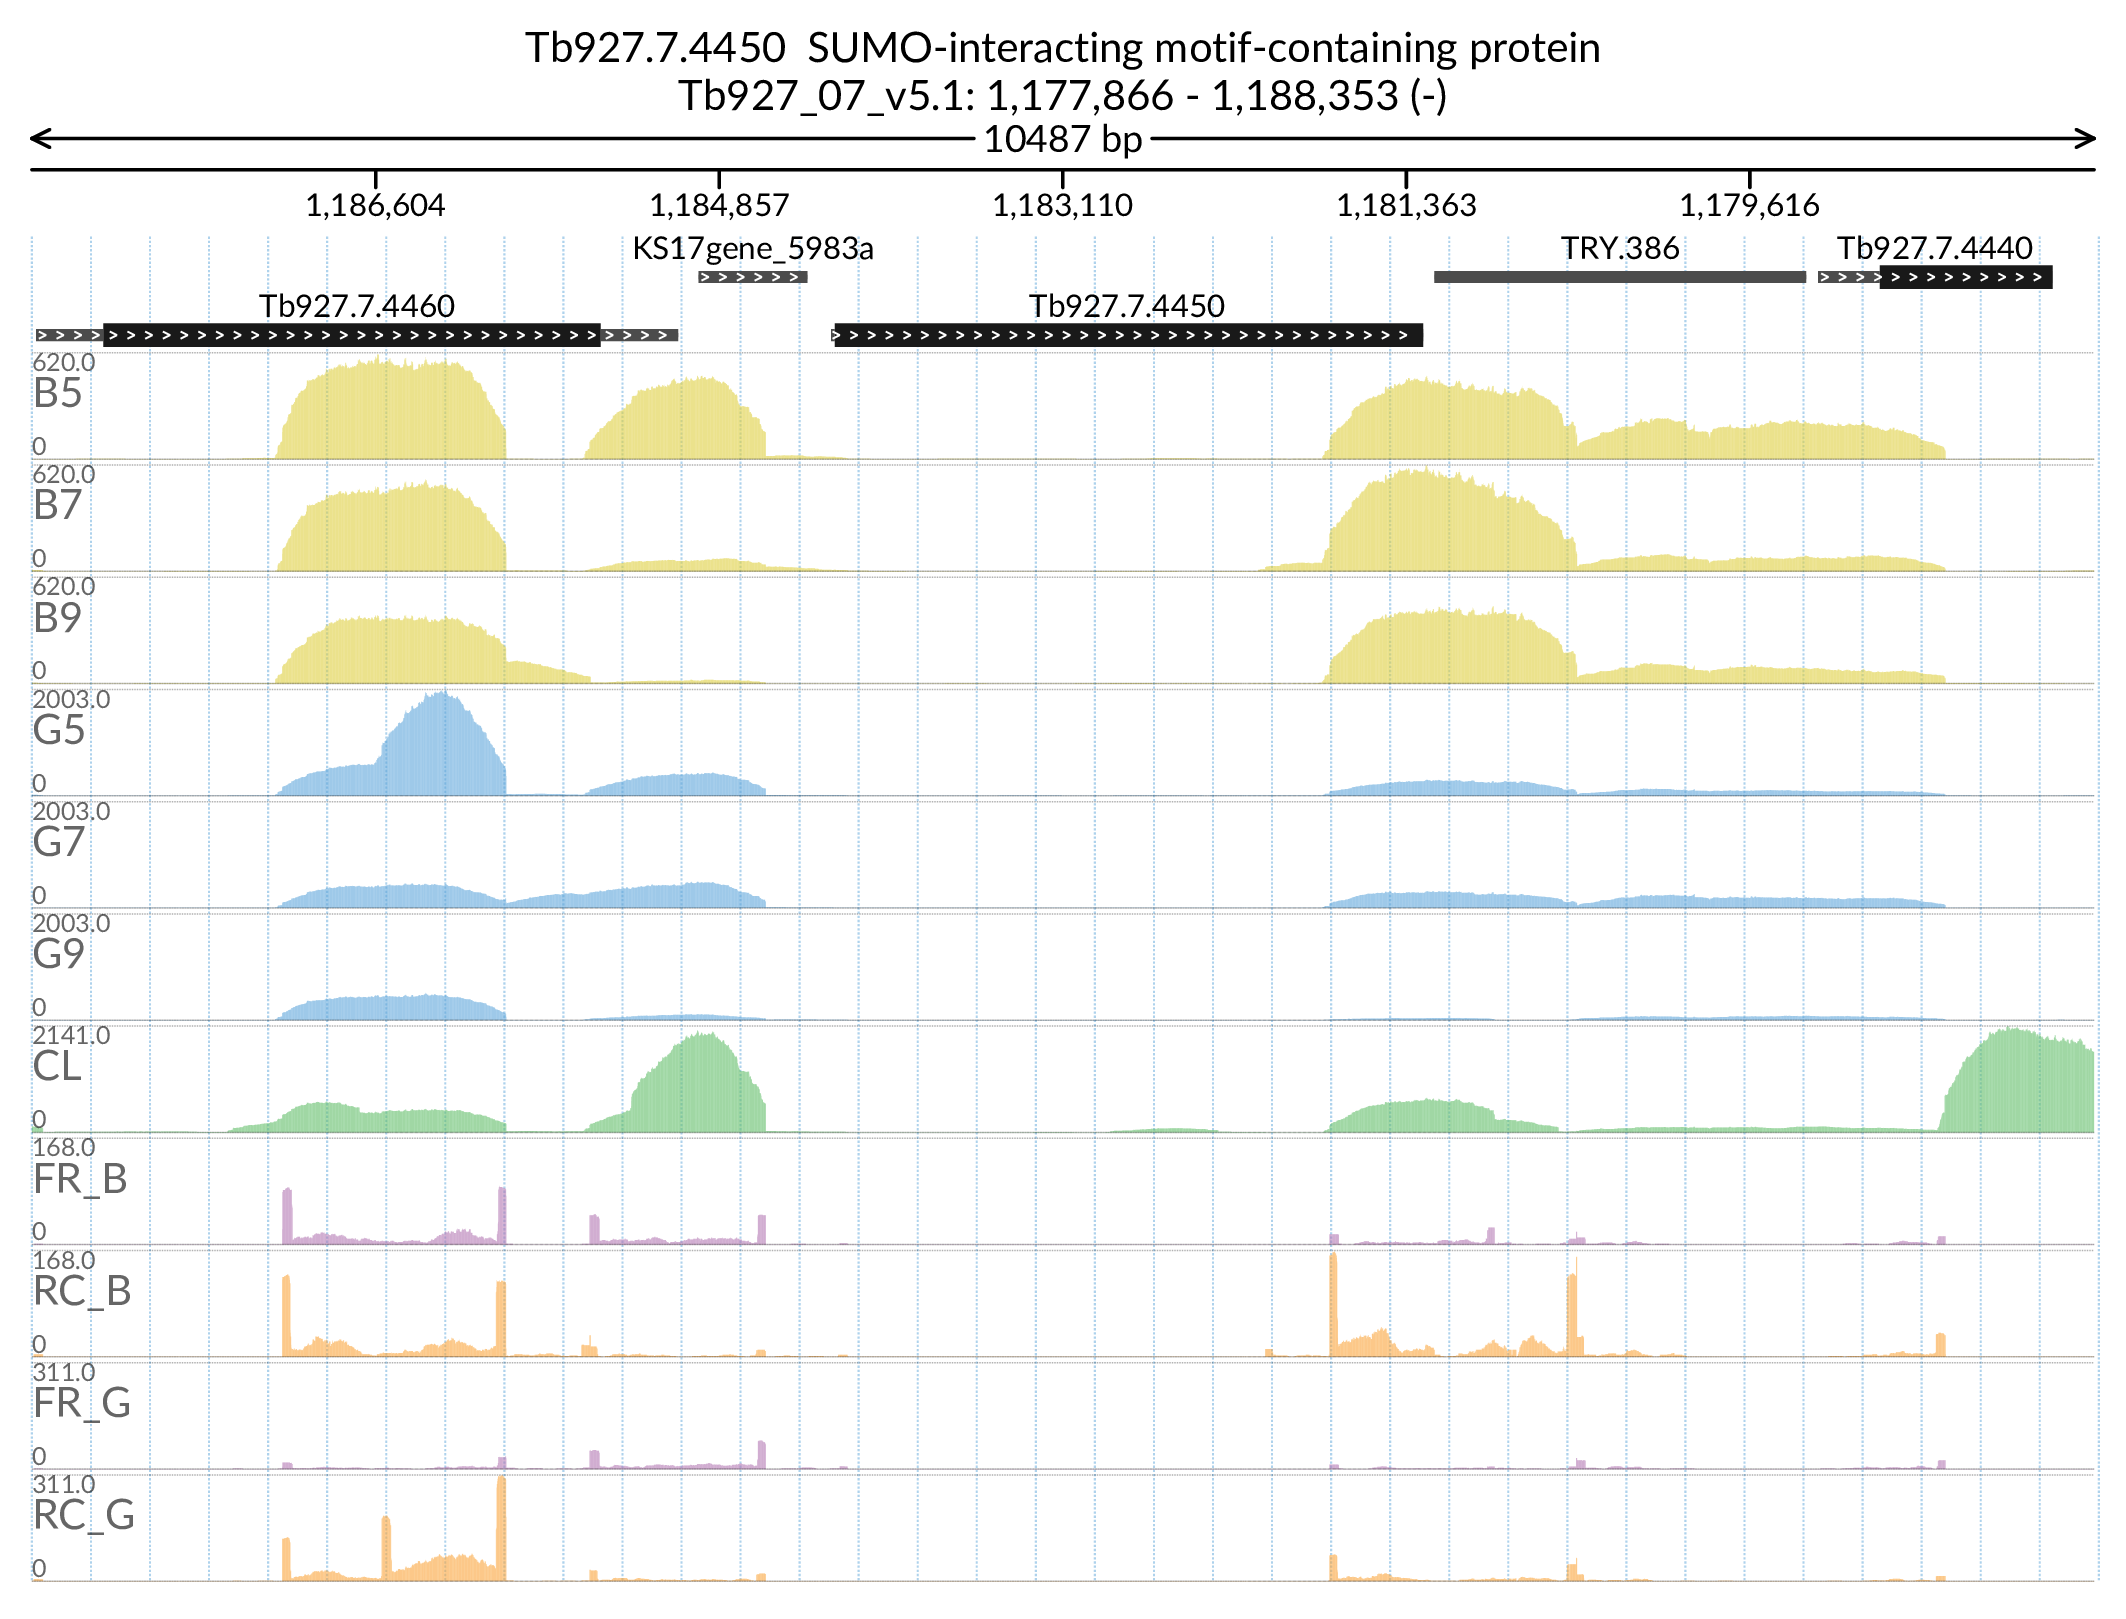 Tb927.7.4450  SUMO-interacting motif-containing protein
Tb927_07_v5.1: 1,177,866 - 1,188,353 (-)
10487 bp
1,186,604 1,184,857 1,183,110 1,181,363 1,179,616
KS17gene_5983a TRY.386 Tb927.7.4440
Tb927.7.4460 Tb927.7.4450
620.0
B5
0
620.0
B7
0
620.0
B9
0
2003.0
G5
0
2003.0
G7
0
2003.0
G9
0
2141.0
CL
0
168.0
FR_B
0
168.0
RC_B
0
311.0
FR_G
0
311.0
RC_G
0